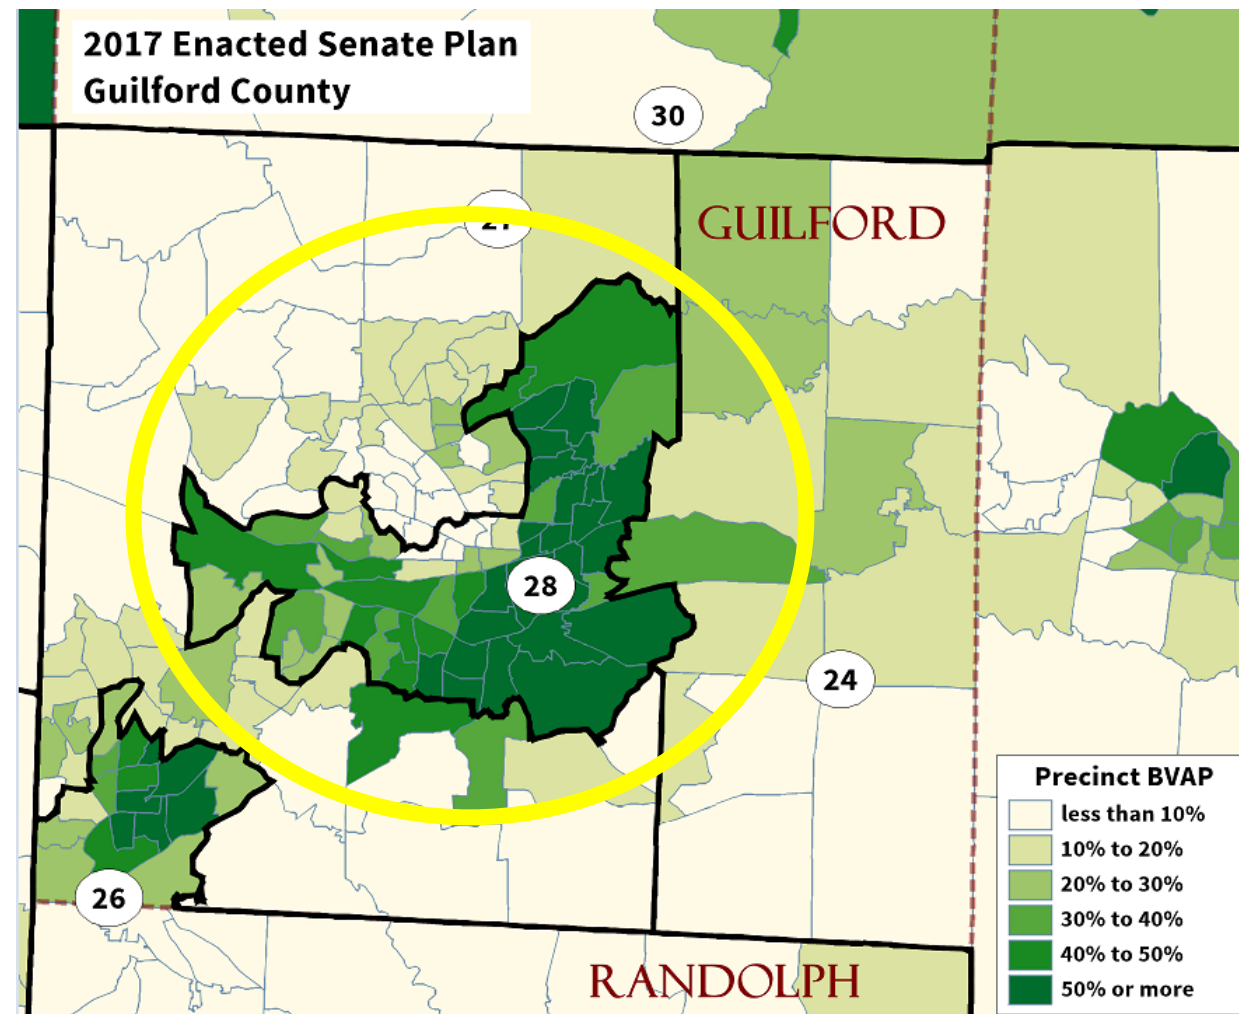 2017 Enacted Senate Plan
Guilford County
30
GUILFORD
28
24
26
RANDOLPH
Precinct BVAP
less than 10%
10% to 20%
20% to 30%
30% to 40%
40% to 50%
50% or more